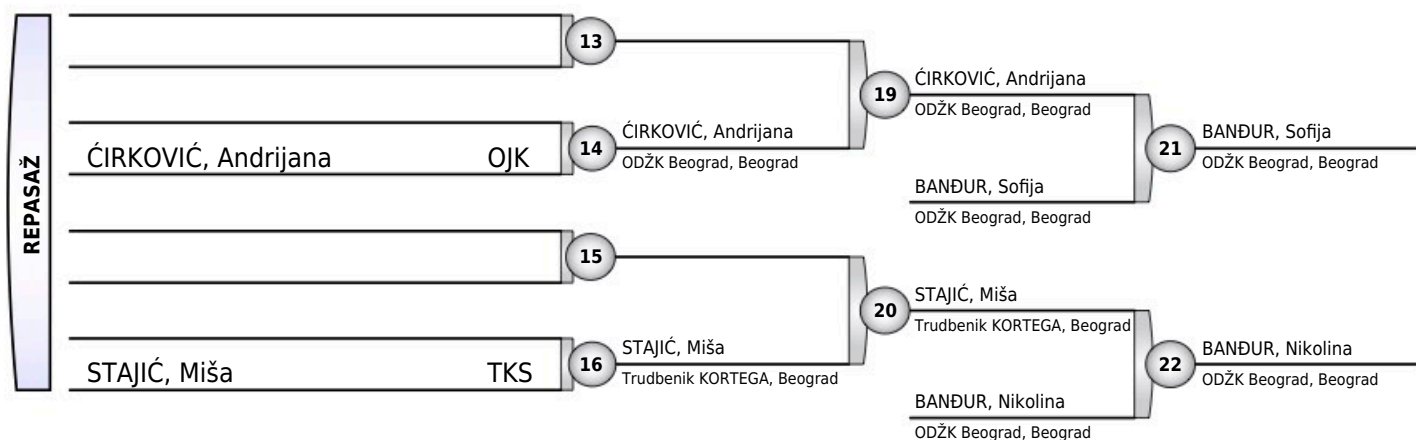 REPASAŽ
13
ĆIRKOVIĆ, Andrijana OJK
14
ĆIRKOVIĆ, Andrijana
ODŽK Beograd, Beograd
19
ĆIRKOVIĆ, Andrijana
ODŽK Beograd, Beograd
BANĐUR, Sofija
ODŽK Beograd, Beograd
21
BANĐUR, Sofija
ODŽK Beograd, Beograd
15
STAJIĆ, Miša TKS
16
STAJIĆ, Miša
Trudbenik KORTEGA, Beograd
20
STAJIĆ, Miša
Trudbenik KORTEGA, Beograd
BANĐUR, Nikolina
ODŽK Beograd, Beograd
22
BANĐUR, Nikolina
ODŽK Beograd, Beograd